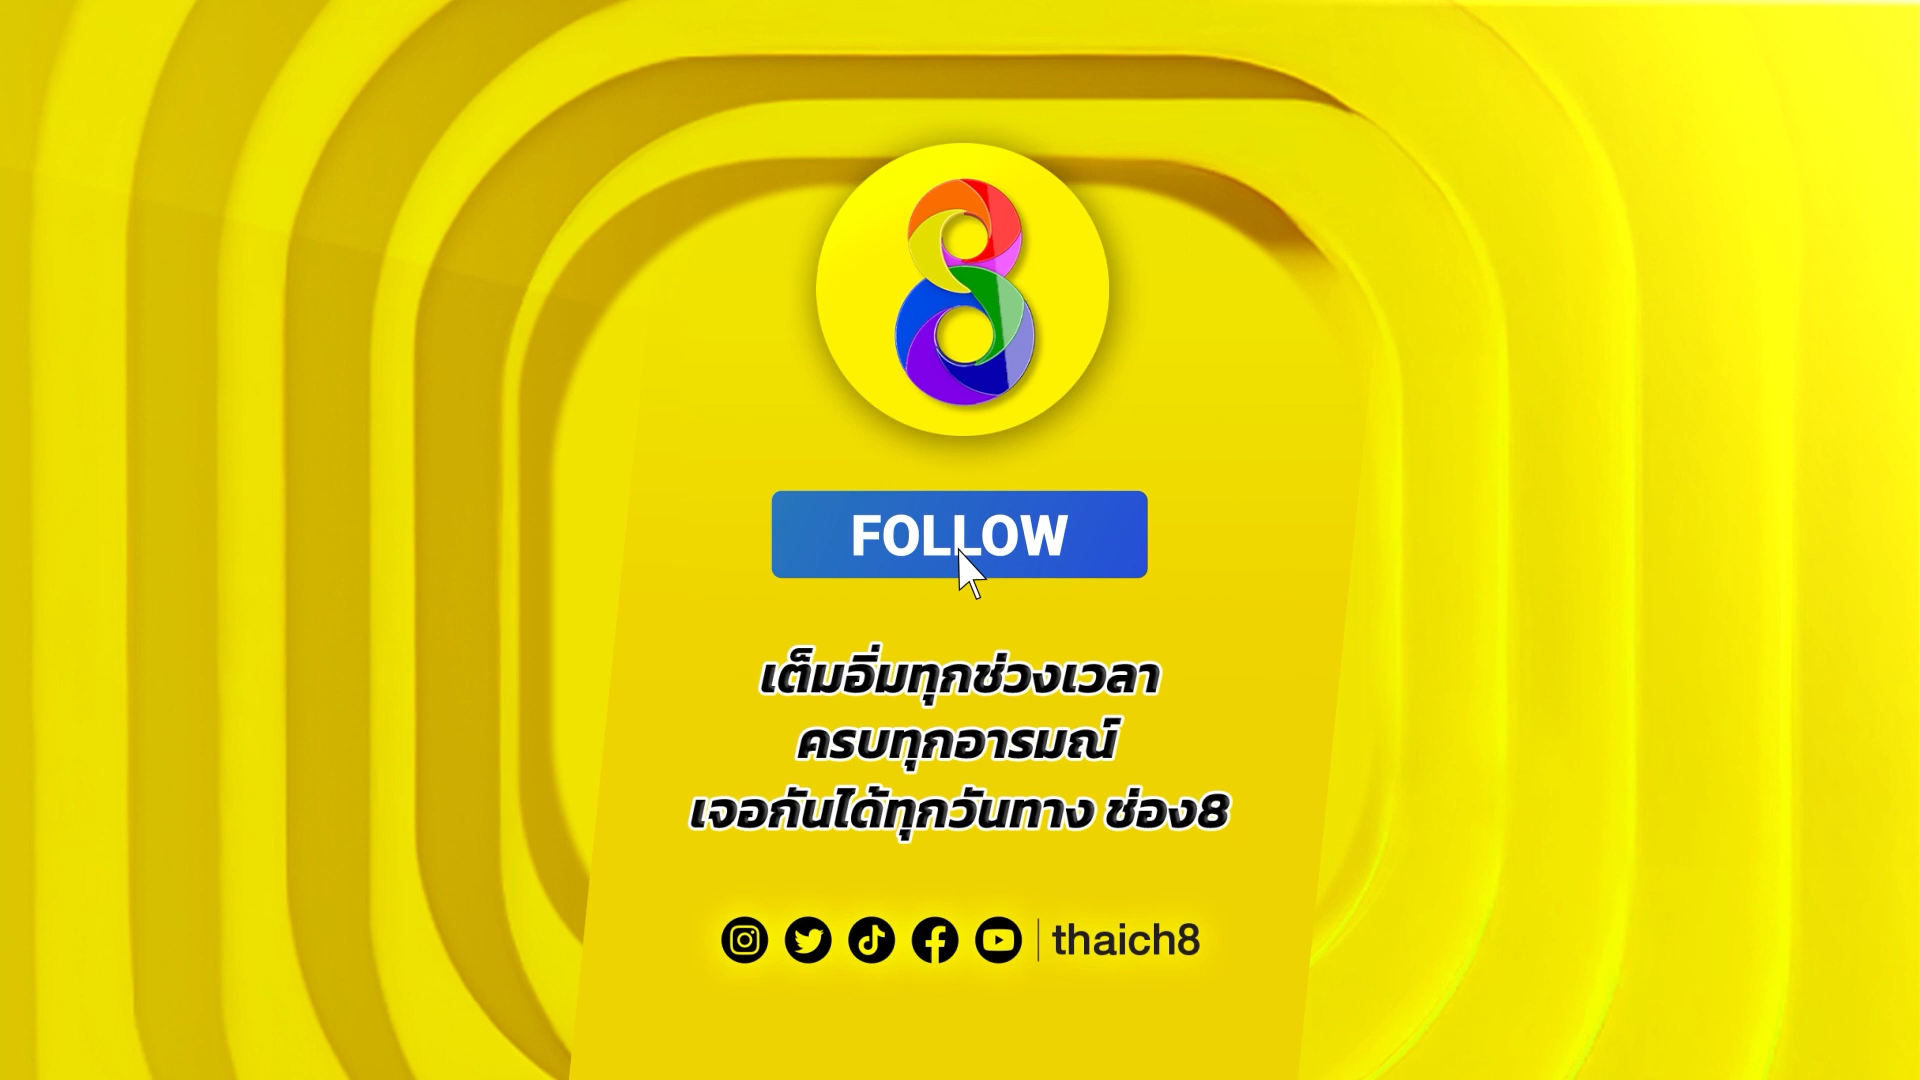 8
FOLLOW
เต็มอิ่มทุกช่วงเวลา
ครบทุกอารมณ์
เจอกันได้ทุกวันทาง ช่อง8
thaich8